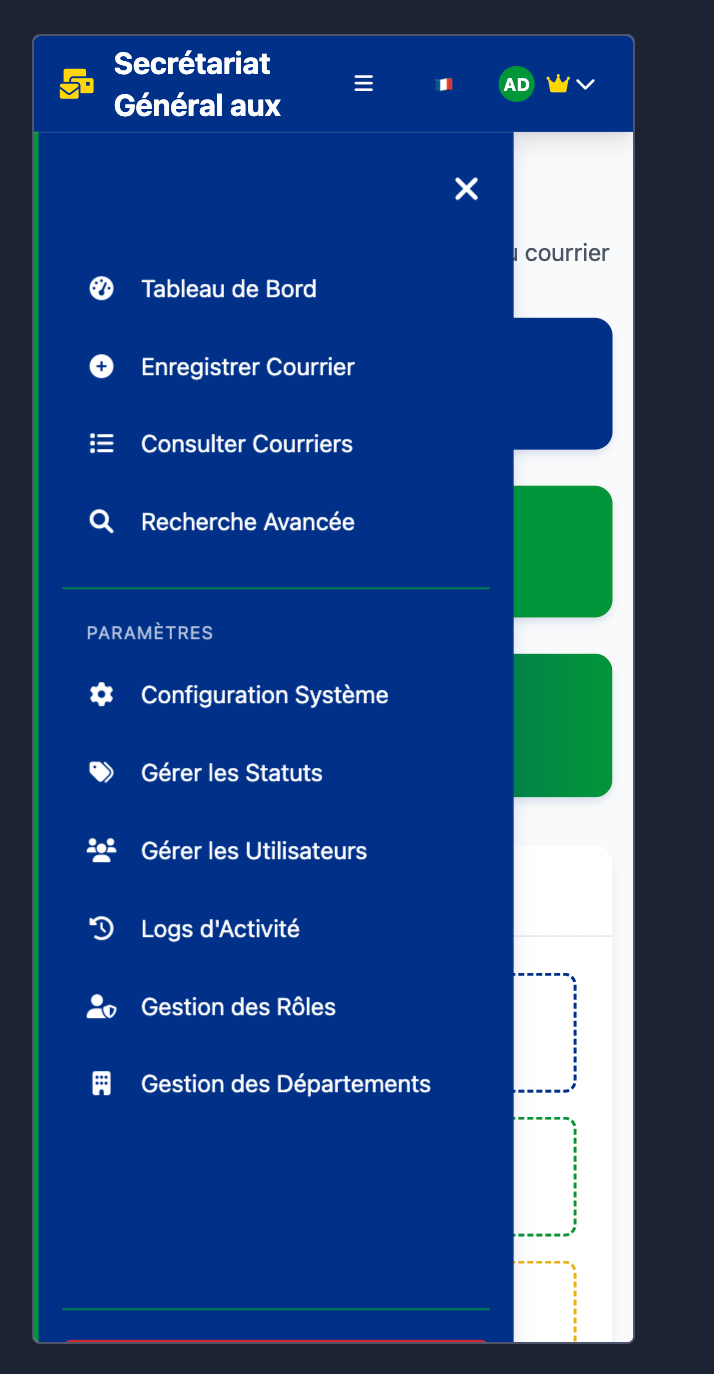 Secrétariat
Général aux
AD
courrier
Tableau de Bord
Enregistrer Courrier
Consulter Courriers
Recherche Avancée
PARAMÈTRES
Configuration Système
Gérer les Statuts
Gérer les Utilisateurs
Logs d'Activité
Gestion des Rôles
Gestion des Départements